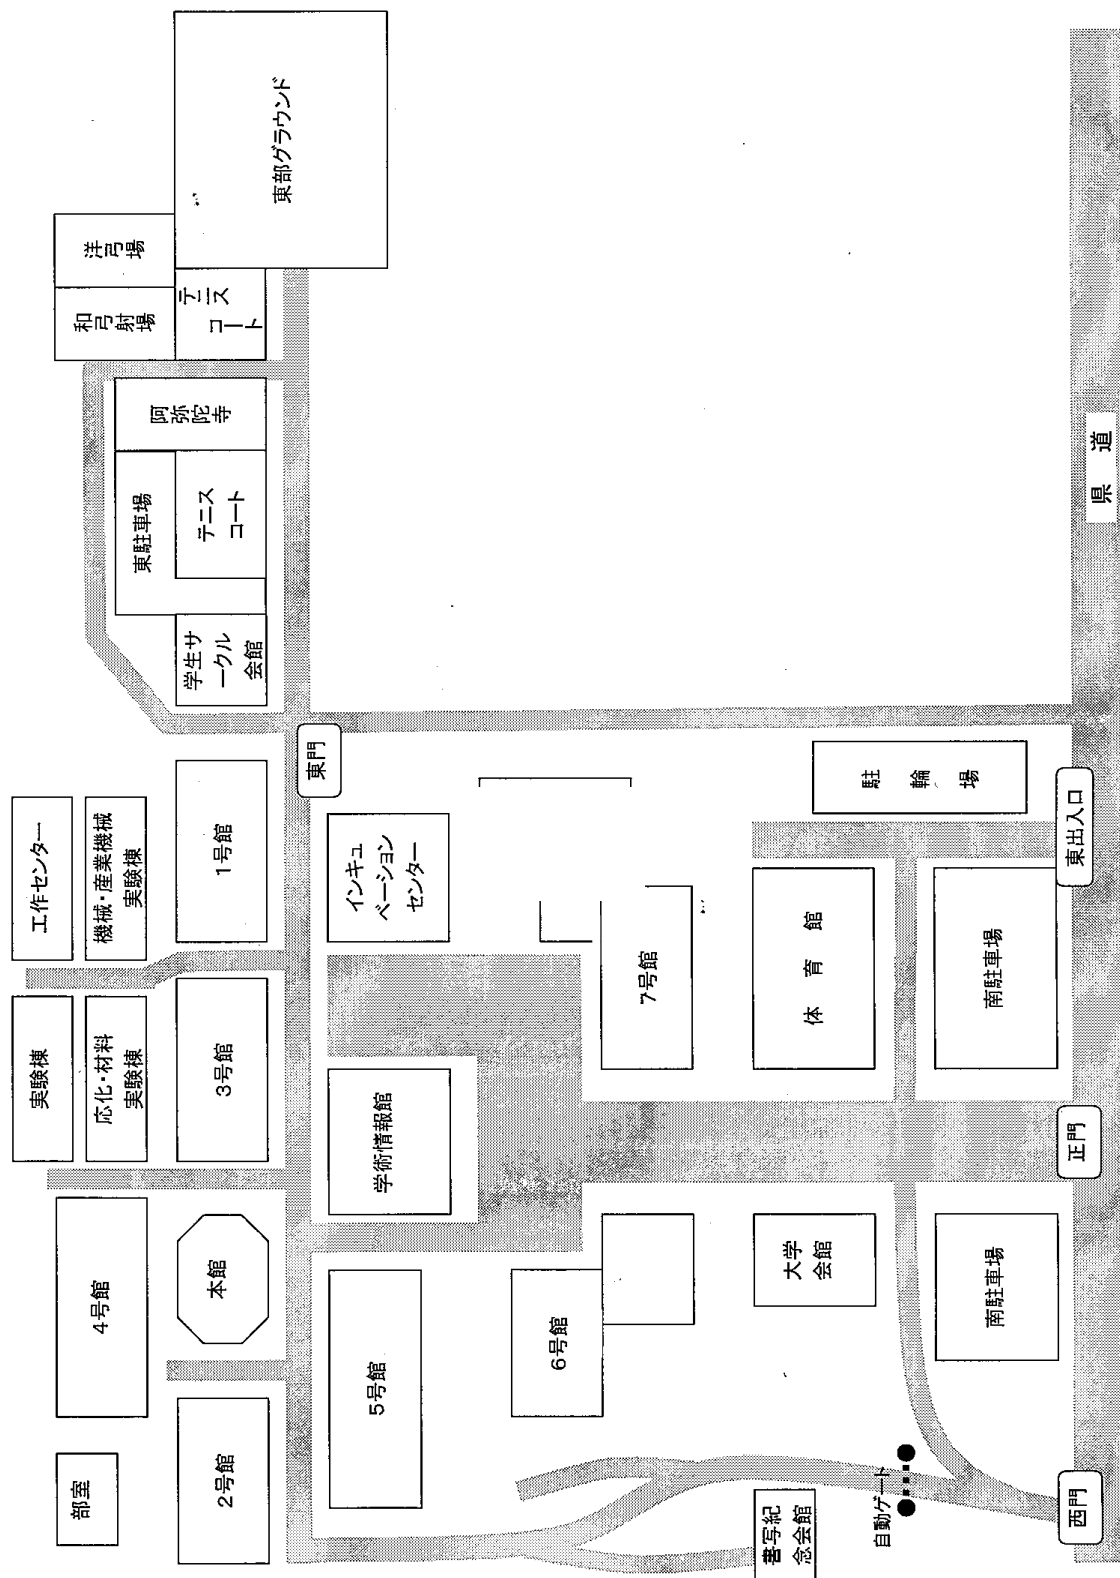 部室
4号館
実験棟
工作センター
応化・材料
実験棟
機械・産業機械
実験棟
2号館
本館
3号館
1号館
学生サ
ークル
会館
東駐車場
テニス
コート
阿弥陀寺
和弓射場
洋弓場
テニス
コート
東部グラウンド
東門
5号館
学術情報館
インキュ
ベーション
センター
6号館
7号館
書写紀
念会館
大学
会館
体育館
駐輪場
自動ゲート
南駐車場
南駐車場
西門
正門
東出入口
県道